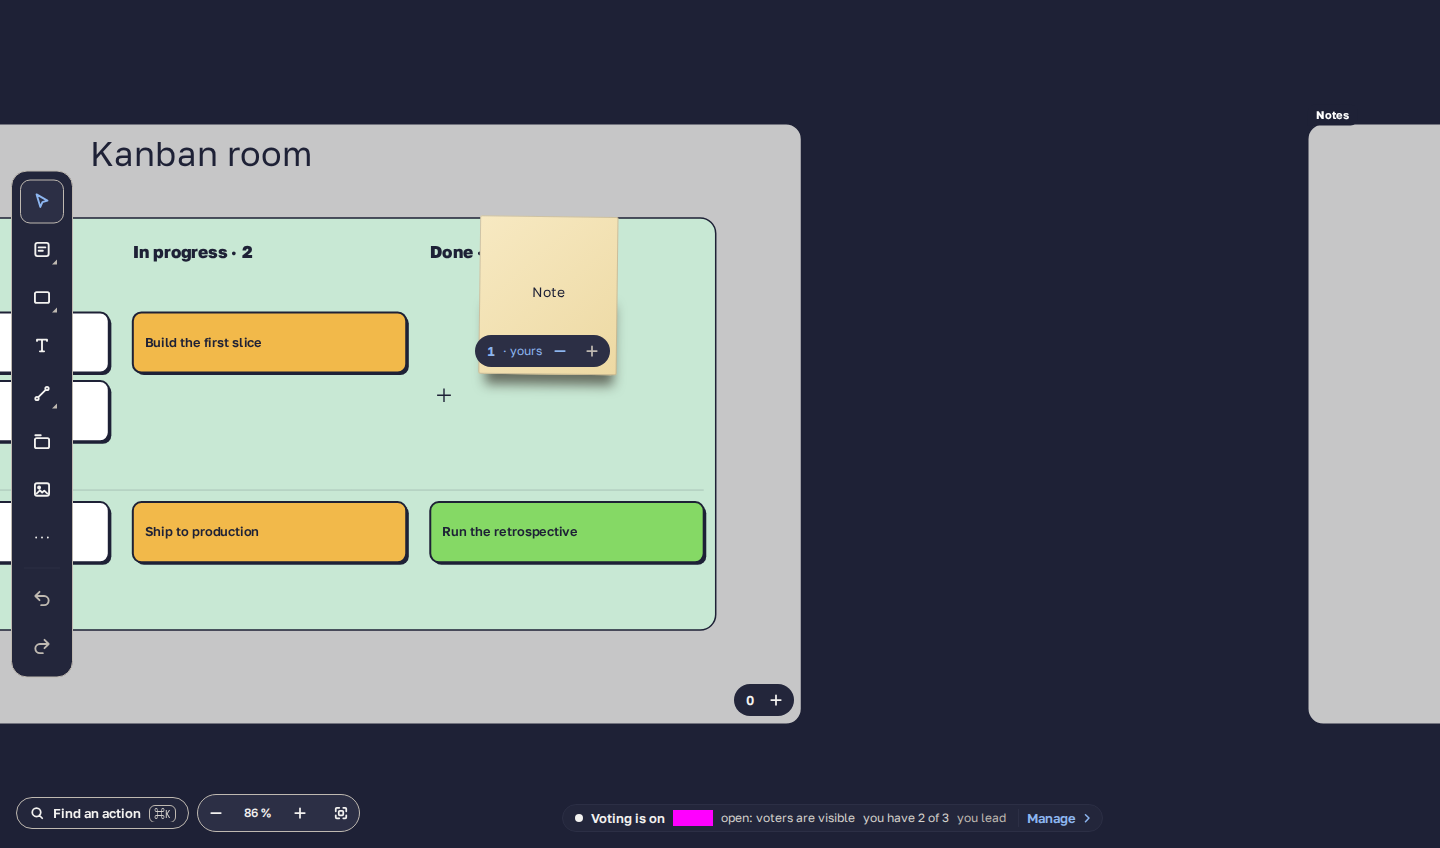 Notes
Kanban room
In progress · 2
Done ·
Note
Build the first slice
1 · yours
Ship to production
Run the retrospective
0
Find an action ⌘K
86 %
Voting is on
open: voters are visible you have 2 of 3 you lead
Manage